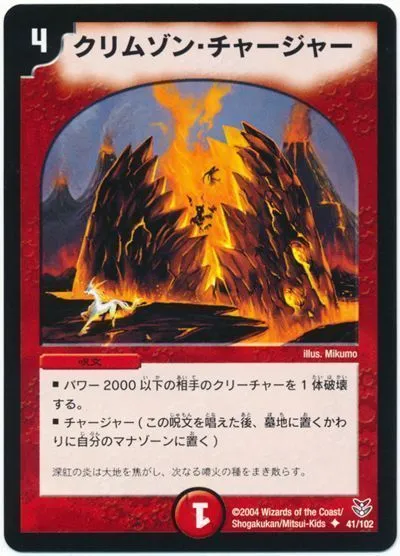 4
クリムゾン・チャージャー
illus. Mikumo
呪文
■ パワー 2000 以下の相手のクリーチャーを 1 体破壊
する。
■ チャージャー ( この呪文を唱えた後、墓地に置くかわ
りに自分のマナゾーンに置く )
深紅の炎は大地を焦がし、次なる噴火の種をまき散らす。
1
©2004 Wizards of the Coast/
Shogakukan/Mitsui-Kids ♦ 41/102